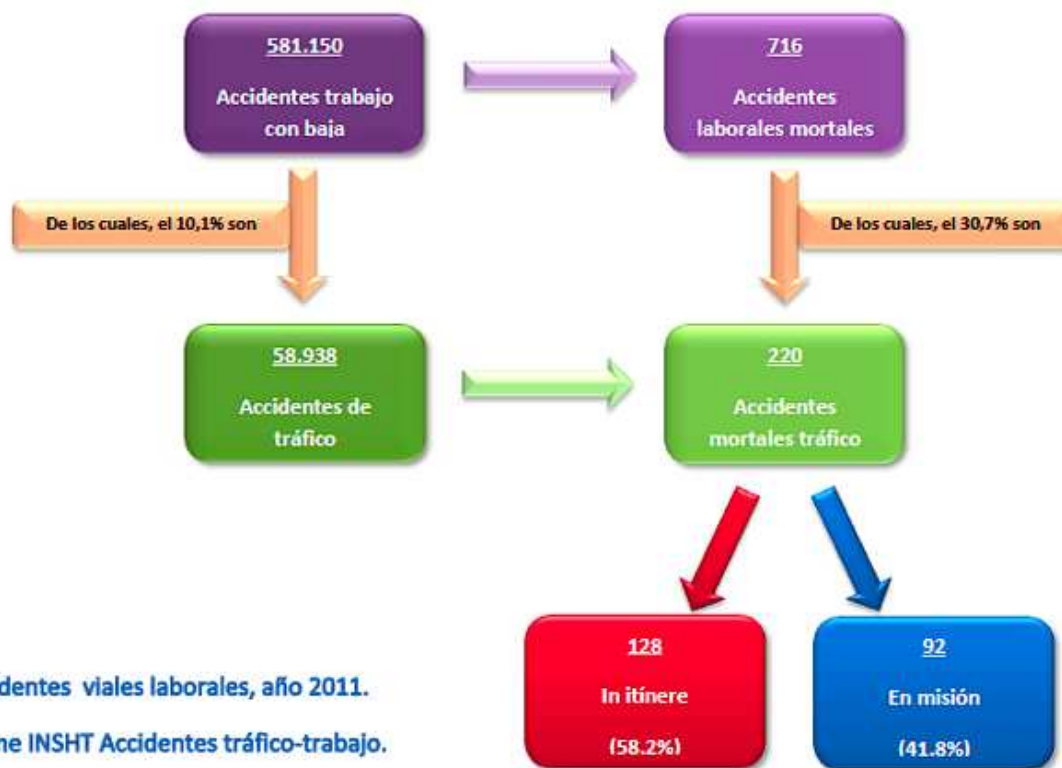 581.150
Accidentes trabajo
con baja
716
Accidentes
laborales mortales
De los cuales, el 10,1% son
De los cuales, el 30,7% son
58.938
Accidentes de
tráfico
220
Accidentes
mortales tráfico
128
In itínere
(58.2%)
92
En misión
(41.8%)
identes viales laborales, año 2011.
me INSHT Accidentes tráfico-trabajo.